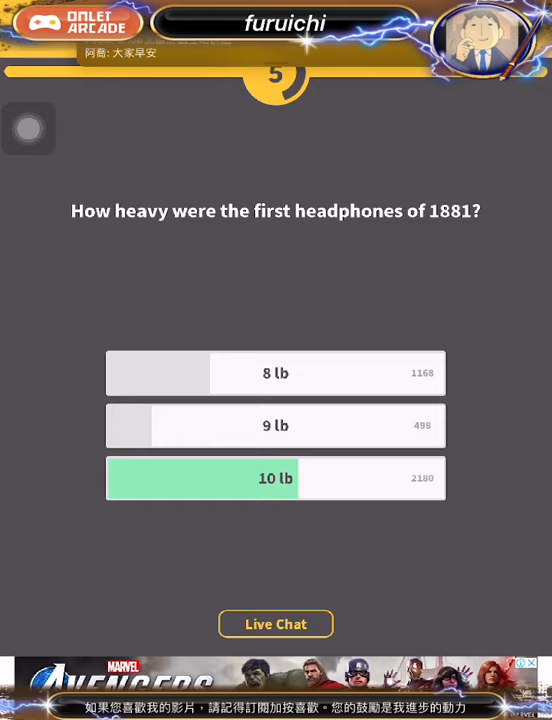 OMLET
ARCADE
furuichi
阿喬: 大家早安
5
How heavy were the first headphones of 1881?
8 lb
1168
9 lb
498
10 lb
2180
Live Chat
MARVEL
AVENGERS
如果您喜歡我的影片，請記得訂閱加按喜歡。您的鼓勵是我進步的動力